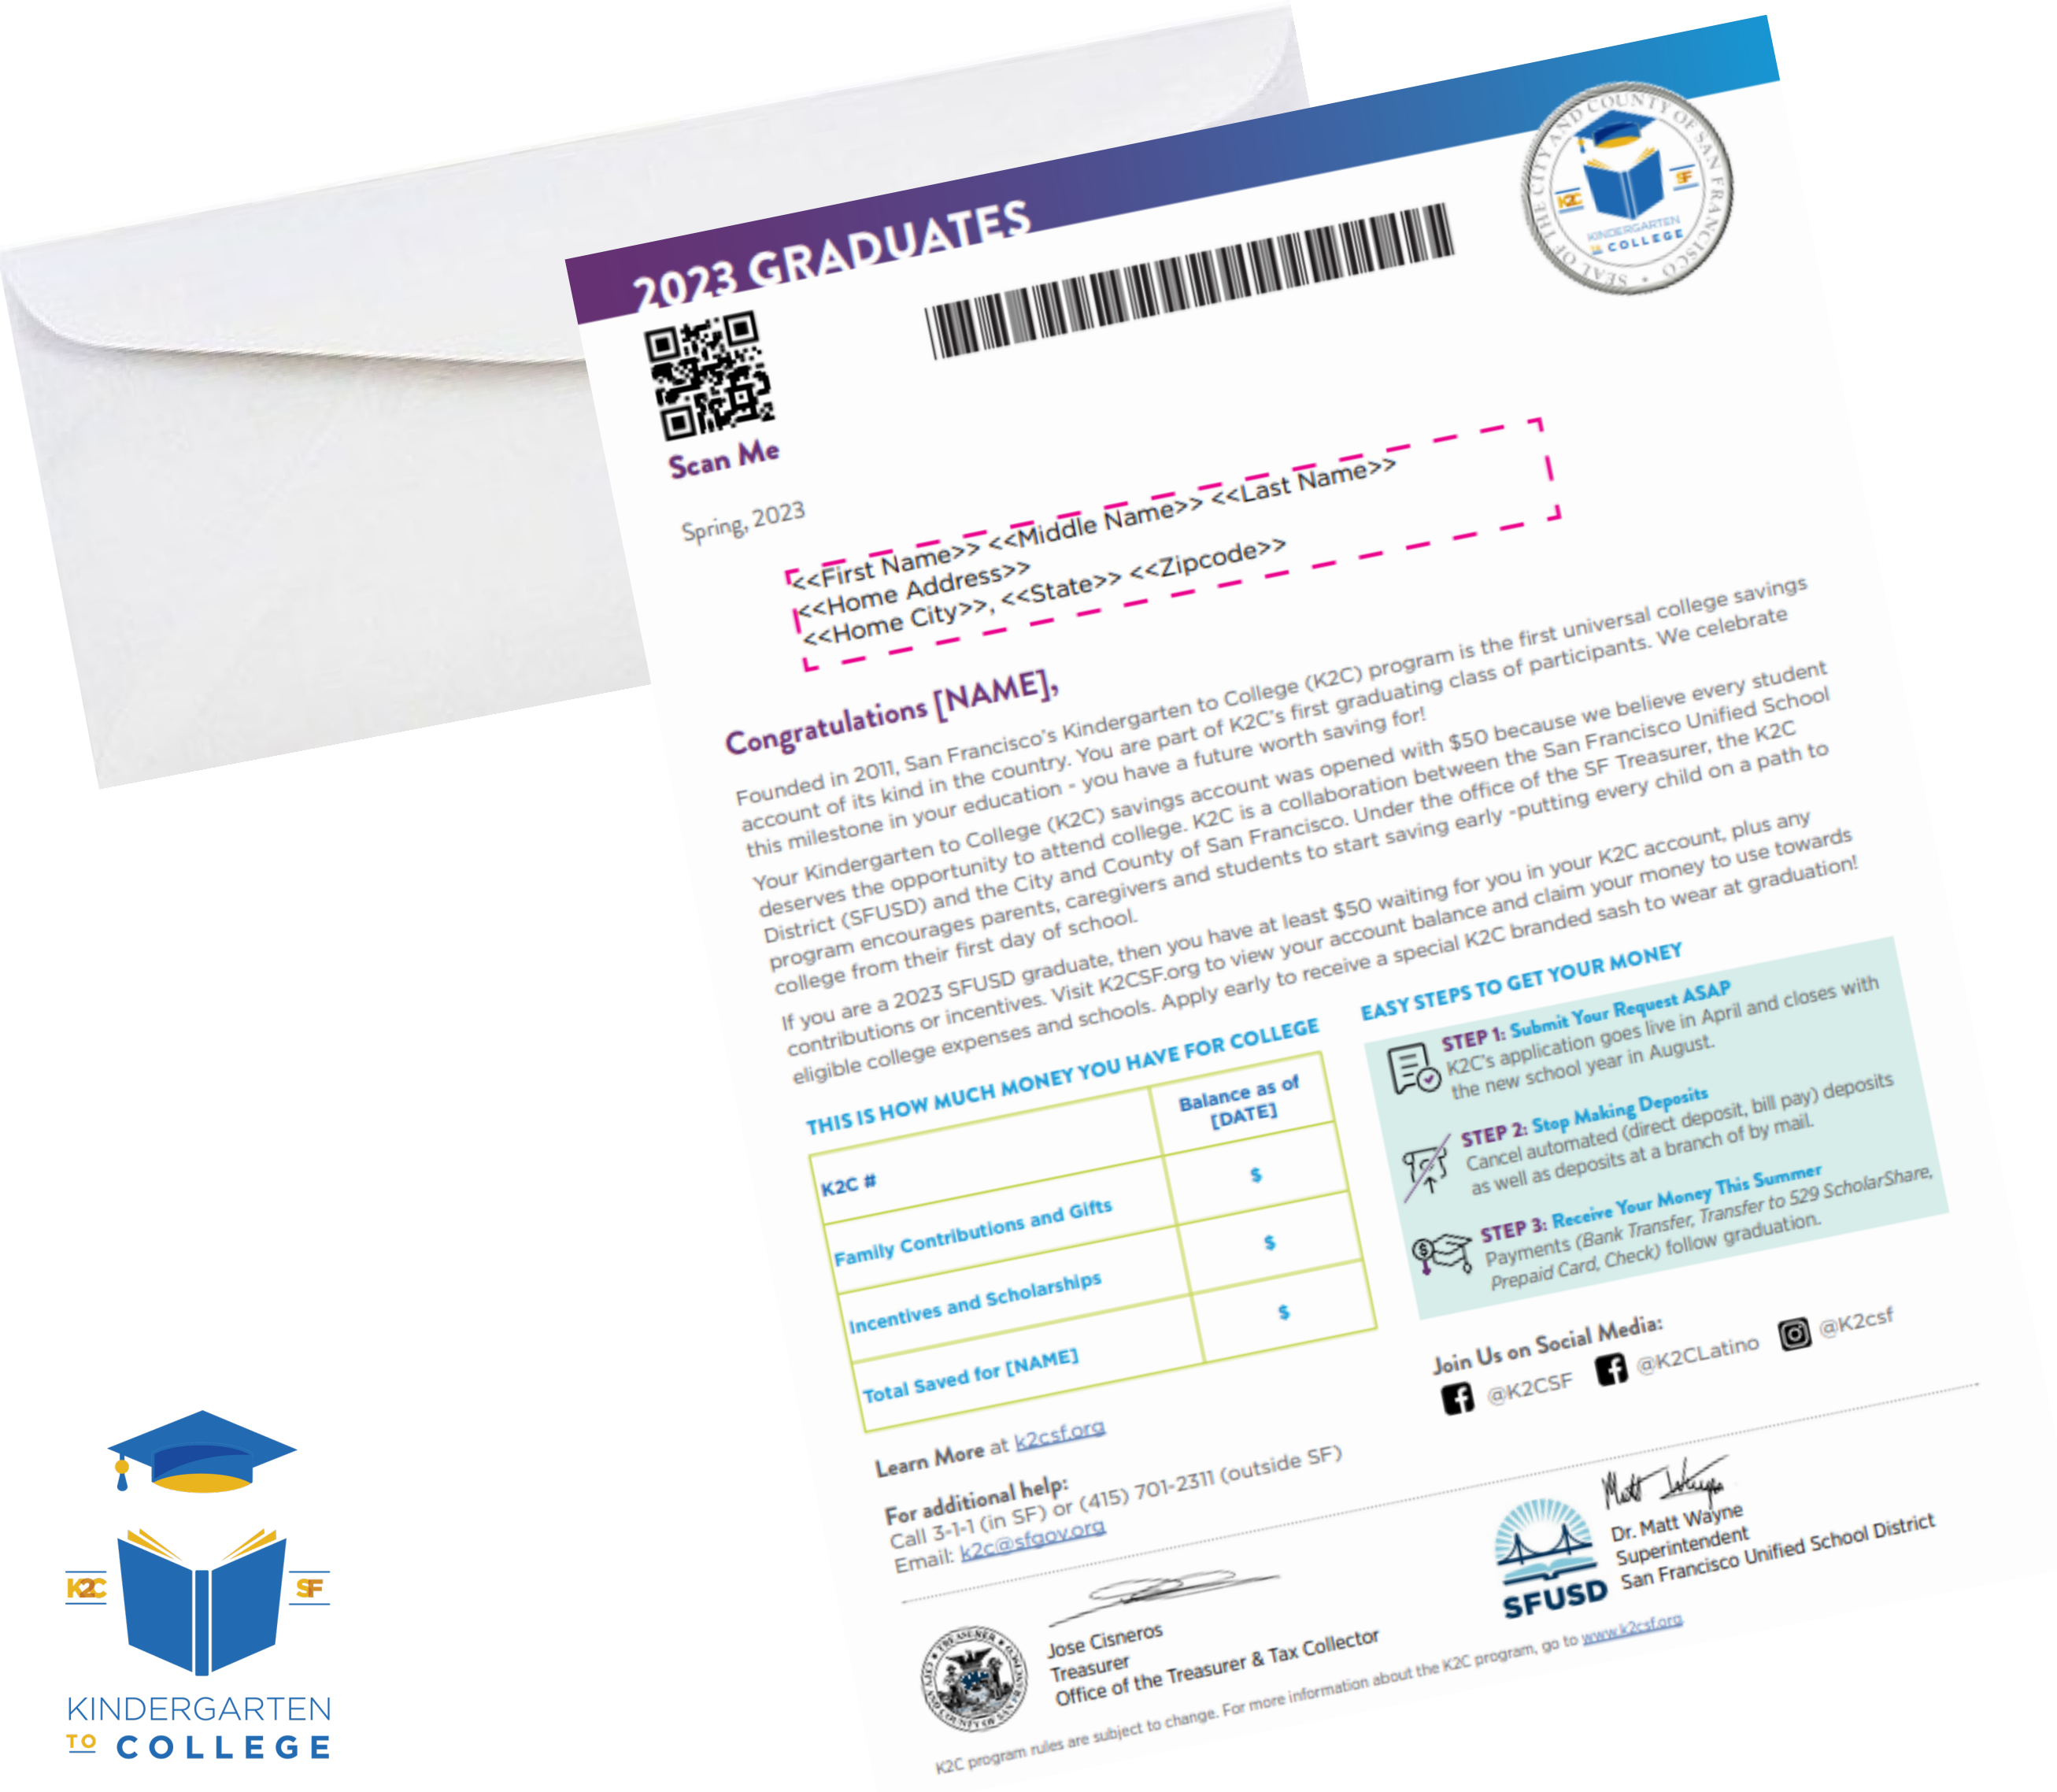 2023 GRADUATES
SEAL OF THE CITY AND COUNTY OF SAN FRANCISCO
K2C
SF
KINDERGARTEN
TO COLLEGE
Scan Me
Spring, 2023
<<First Name>> <<Middle Name>> <<Last Name>>
<<Home Address>>
<<Home City>>, <<State>> <<Zipcode>>
Congratulations [NAME],
Founded in 2011, San Francisco's Kindergarten to College (K2C) program is the first universal college savings
account of its kind in the country. You are part of K2C's first graduating class of participants. We celebrate
this milestone in your education - you have a future worth saving for!
Your Kindergarten to College (K2C) savings account was opened with $50 because we believe every student
deserves the opportunity to attend college. K2C is a collaboration between the San Francisco Unified School
District (SFUSD) and the City and County of San Francisco. Under the office of the SF Treasurer, the K2C
program encourages parents, caregivers and students to start saving early -putting every child on a path to
college from their first day of school.
If you are a 2023 SFUSD graduate, then you have at least $50 waiting for you in your K2C account, plus any
contributions or incentives. Visit K2CSF.org to view your account balance and claim your money to use towards
eligible college expenses and schools. Apply early to receive a special K2C branded sash to wear at graduation!
THIS IS HOW MUCH MONEY YOU HAVE FOR COLLEGE
K2C #
Balance as of
[DATE]
Family Contributions and Gifts
$
Incentives and Scholarships
$
Total Saved for [NAME]
$
EASY STEPS TO GET YOUR MONEY
STEP 1: Submit Your Request ASAP
K2C's application goes live in April and closes with
the new school year in August.
STEP 2: Stop Making Deposits
Cancel automated (direct deposit, bill pay) deposits
as well as deposits at a branch of by mail.
STEP 3: Receive Your Money This Summer
Payments (Bank Transfer, Transfer to 529 ScholarShare,
Prepaid Card, Check) follow graduation.
Join Us on Social Media:
@K2CSF @K2CLatino @K2csf
Learn More at k2csf.org
For additional help:
Call 3-1-1 (in SF) or (415) 701-2311 (outside SF)
Email: k2c@sfgov.org
Jose Cisneros
Treasurer
Office of the Treasurer & Tax Collector
SFUSD
Dr. Matt Wayne
Superintendent
San Francisco Unified School District
K2C program rules are subject to change. For more information about the K2C program, go to www.k2csf.org
K2C
SF
KINDERGARTEN
TO COLLEGE